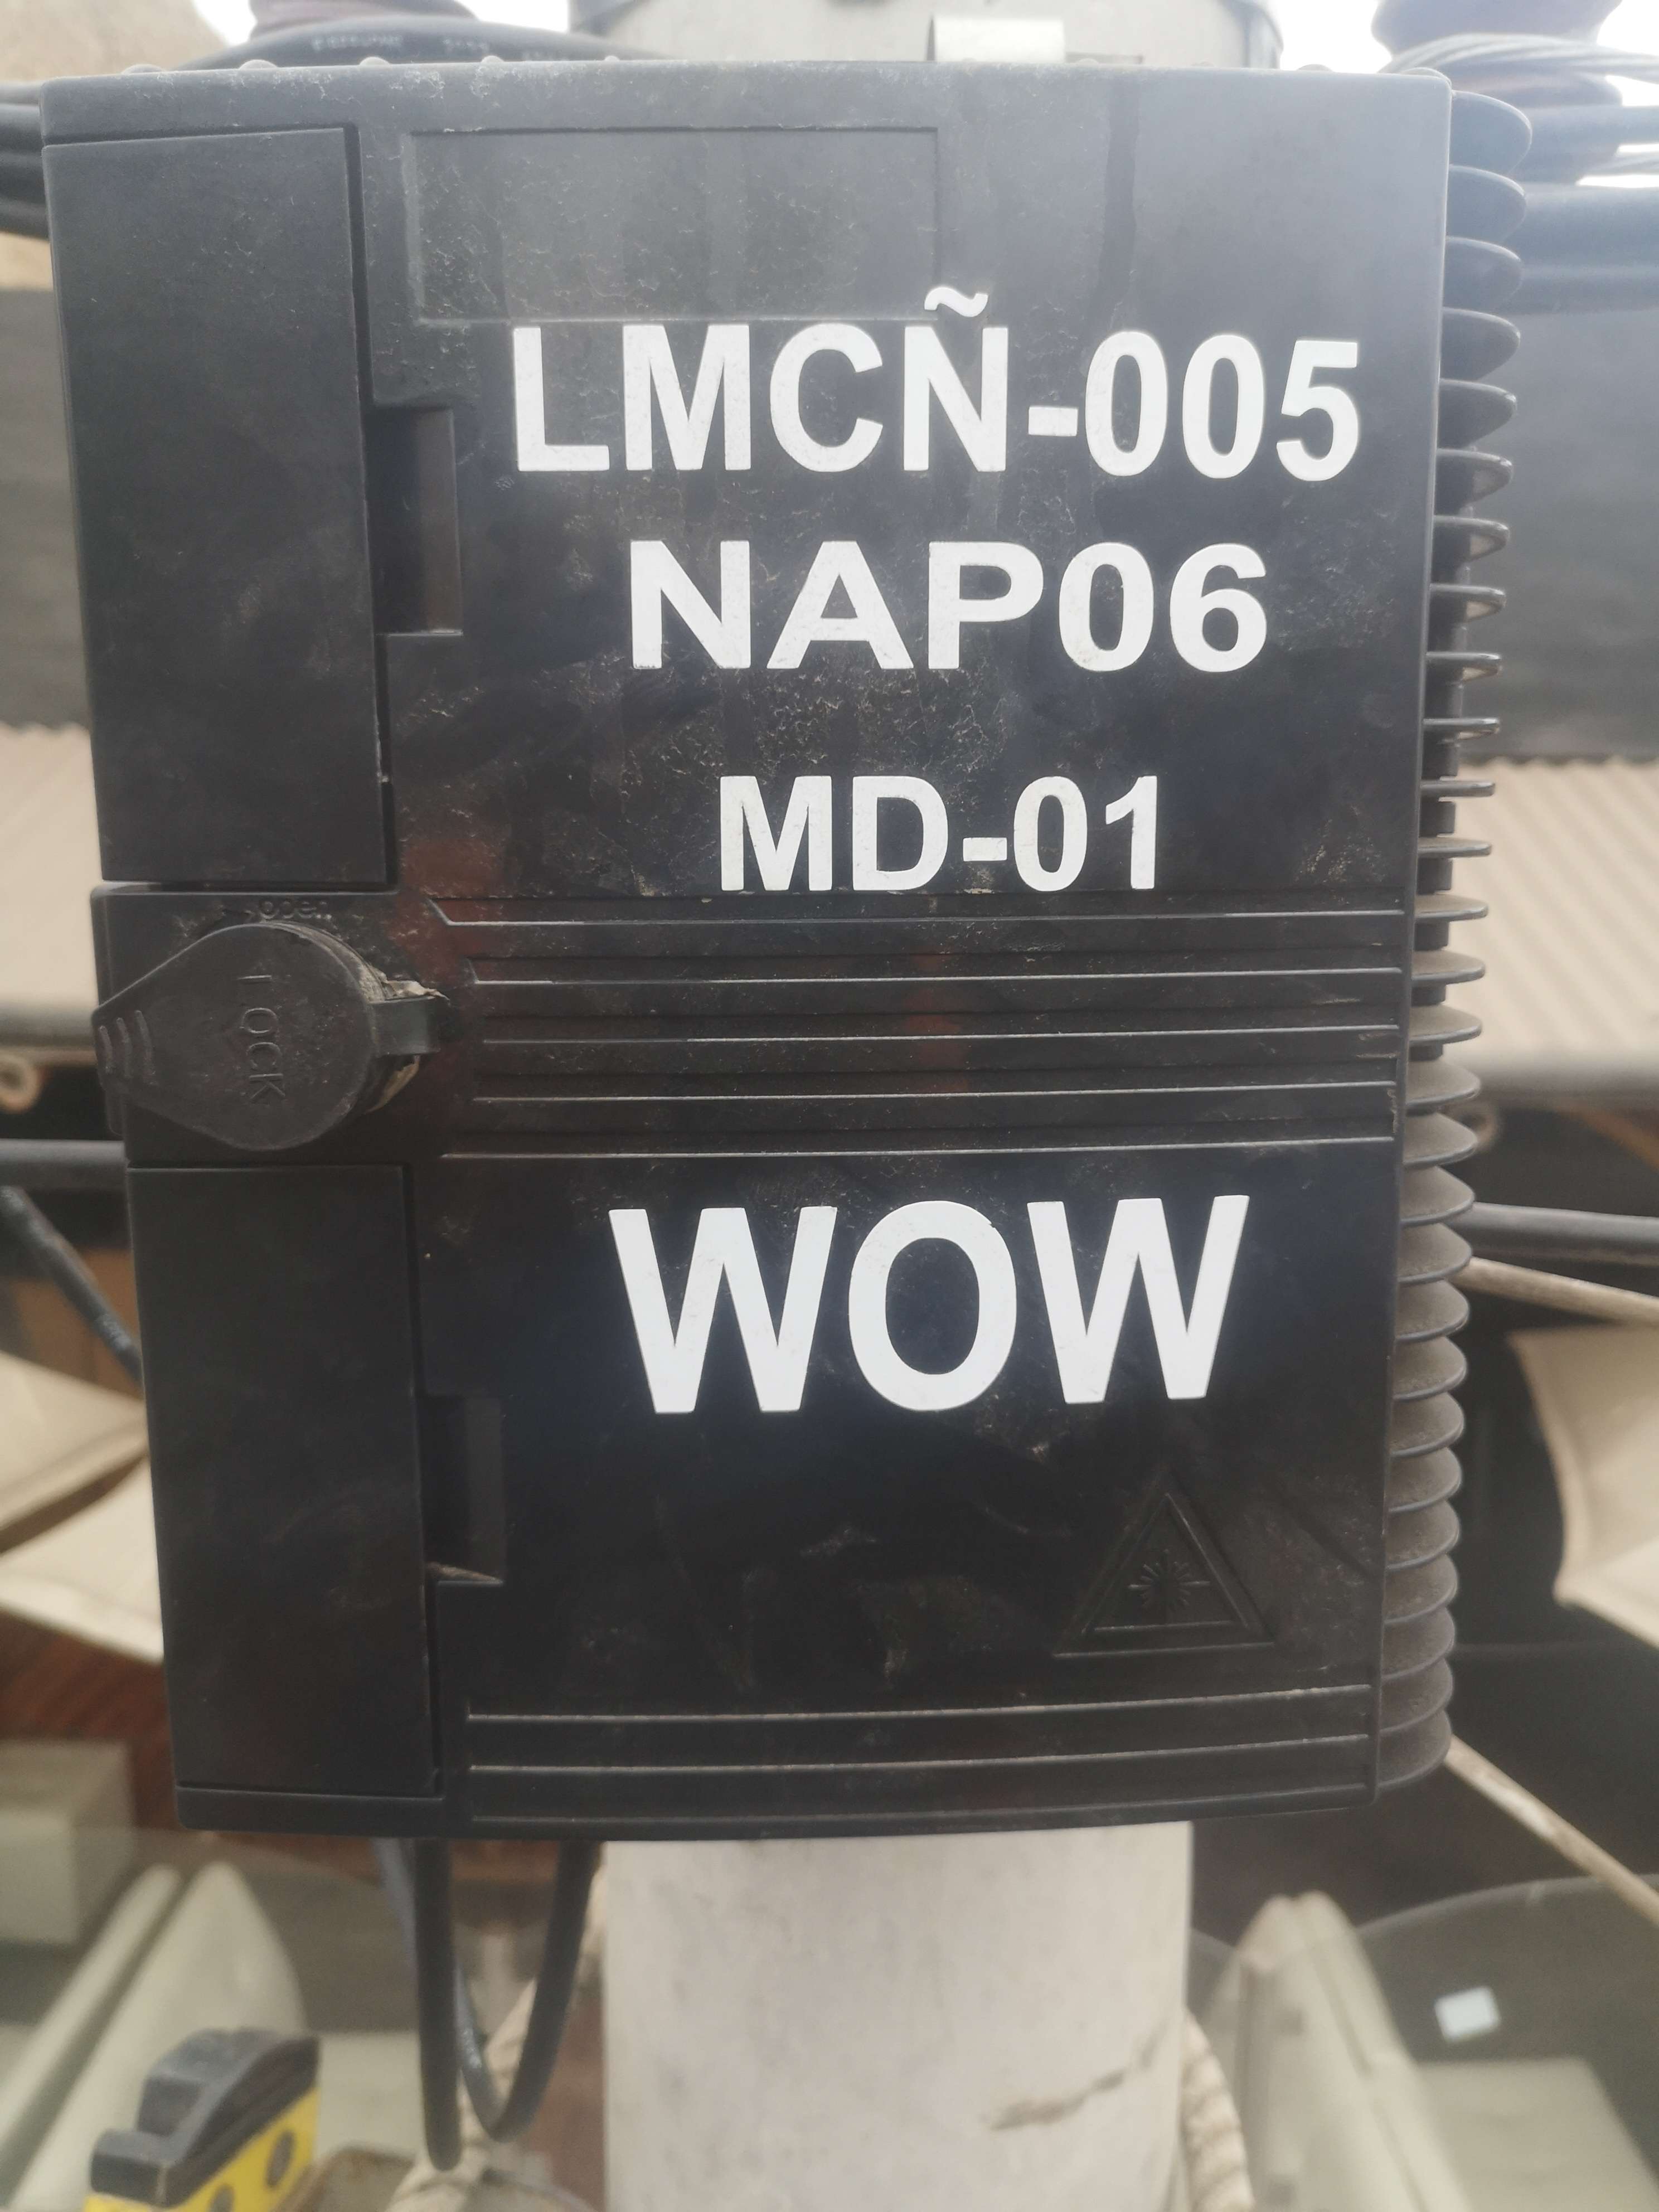 LMCÑ-005
NAP06
MD-01
open
LOCK
WOW